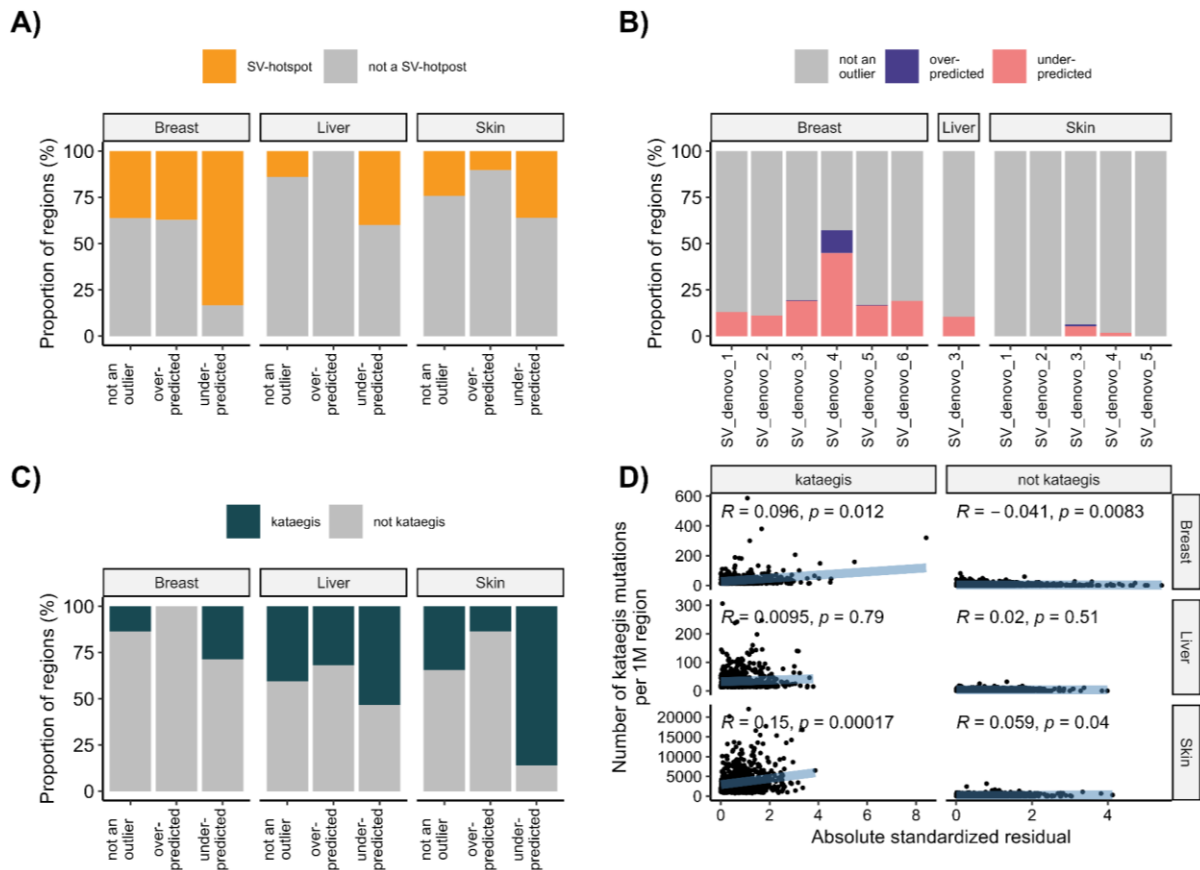 A)
SV-hotspot
not a SV-hotpost
Proportion of regions (%)
Breast
Liver
Skin
100
75
50
25
0
not an
outlier
over-
predicted
under-
predicted
not an
outlier
over-
predicted
under-
predicted
not an
outlier
over-
predicted
under-
predicted
B)
not an
outlier
over-
predicted
under-
predicted
Proportion of regions (%)
Breast
Liver
Skin
100
75
50
25
0
SV_denovo_1
SV_denovo_2
SV_denovo_3
SV_denovo_4
SV_denovo_5
SV_denovo_6
SV_denovo_3
SV_denovo_1
SV_denovo_2
SV_denovo_3
SV_denovo_4
SV_denovo_5
C)
kataegis
not kataegis
Proportion of regions (%)
Breast
Liver
Skin
100
75
50
25
0
not an
outlier
over-
predicted
under-
predicted
not an
outlier
over-
predicted
under-
predicted
not an
outlier
over-
predicted
under-
predicted
D)
kataegis
not kataegis
Number of kataegis mutations
per 1M region
600
400
200
0
R = 0.096, p = 0.012
R = −0.041, p = 0.0083
Breast
300
200
100
0
R = 0.0095, p = 0.79
R = 0.02, p = 0.51
Liver
20000
15000
10000
5000
0
R = 0.15, p = 0.00017
R = 0.059, p = 0.04
Skin
0 2 4 6 8
0 2 4
Absolute standardized residual